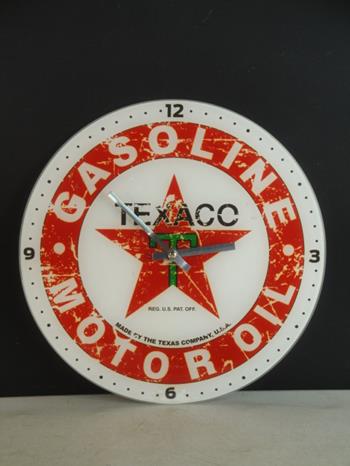 12
GASOLINE
TEXACO
T
9
3
REG. U.S. PAT. OFF.
MADE BY THE TEXAS COMPANY, U.S.A.
MOTOR OIL
6